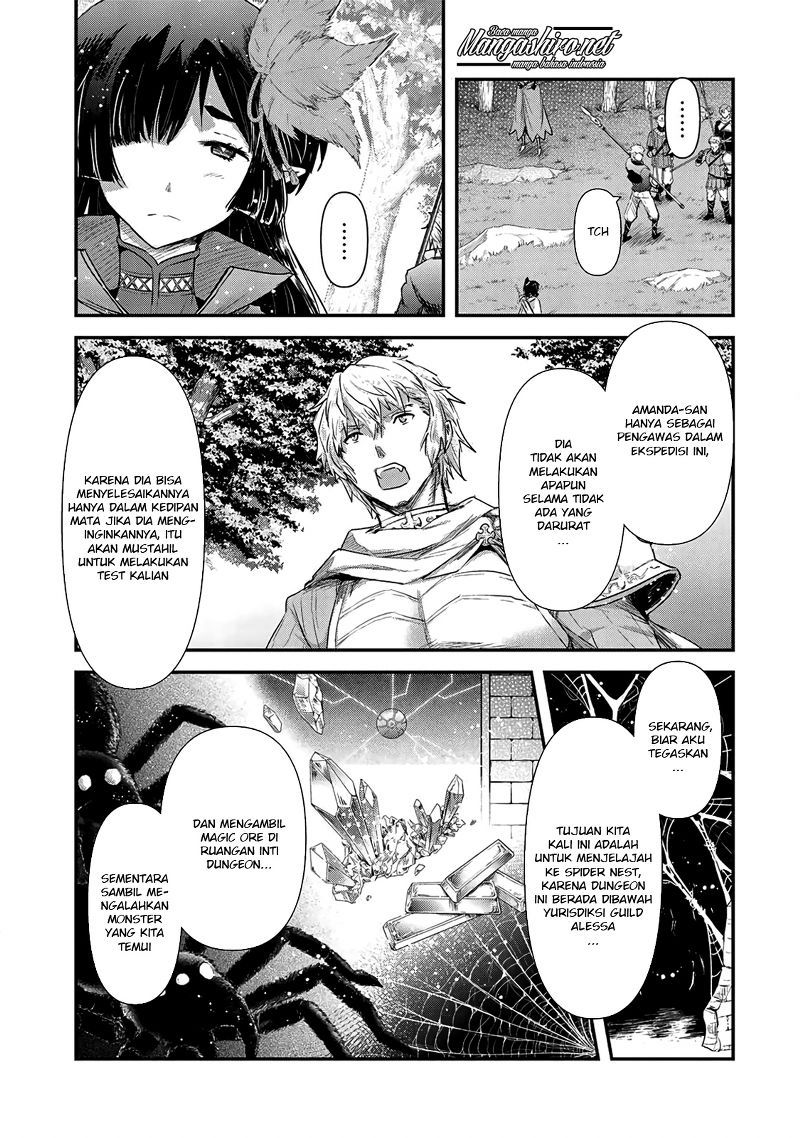 Baca manga
Mangashiro.net
manga bahasa indonesia
......
TCH
......
AMANDA-SAN
HANYA SEBAGAI
PENGAWAS DALAM
EKSPEDISI INI,
DIA
TIDAK AKAN
MELAKUKAN
APAPUN
SELAMA TIDAK
ADA YANG
DARURAT
...
KARENA DIA BISA
MENYELESAIKANNYA
HANYA DALAM KEDIPAN
MATA JIKA DIA MENG-
INGINKANNYA, ITU
AKAN MUSTAHIL
UNTUK MELAKUKAN
TEST KALIAN
SEKARANG,
BIAR AKU
TEGASKAN
...
TUJUAN KITA
KALI INI ADALAH
UNTUK MENJELAJAH
KE SPIDER NEST,
KARENA DUNGEON
INI BERADA DIBAWAH
YURISDIKSI GUILD
ALESSA
...
DAN MENGAMBIL
MAGIC ORE DI
RUANGAN INTI
DUNGEON...
SEMENTARA
SAMBIL ME-
NGALAHKAN
MONSTER
YANG KITA
TEMUI